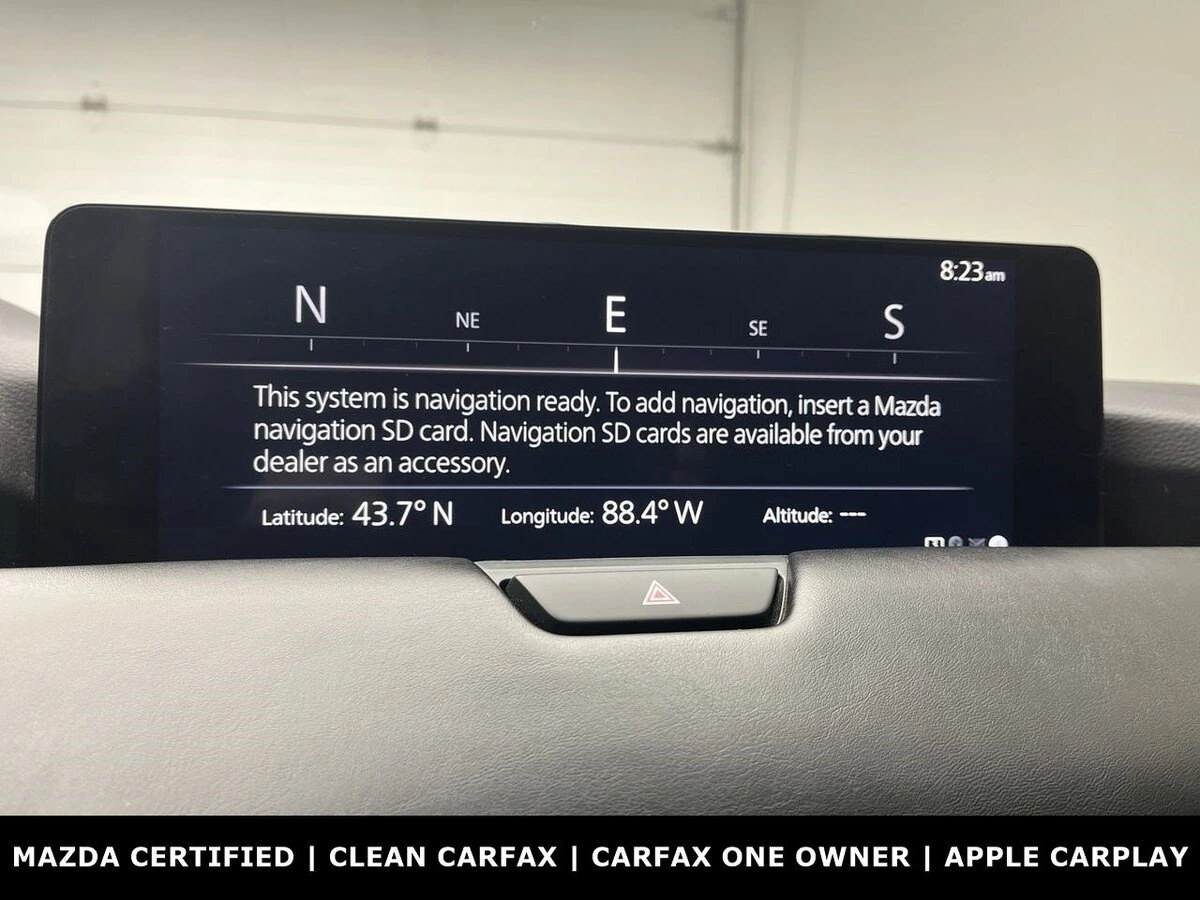 8:23am
N NE E SE S
This system is navigation ready. To add navigation, insert a Mazda
navigation SD card. Navigation SD cards are available from your
dealer as an accessory.
Latitude: 43.7° N Longitude: 88.4° W Altitude: ---
MAZDA CERTIFIED | CLEAN CARFAX | CARFAX ONE OWNER | APPLE CARPLAY